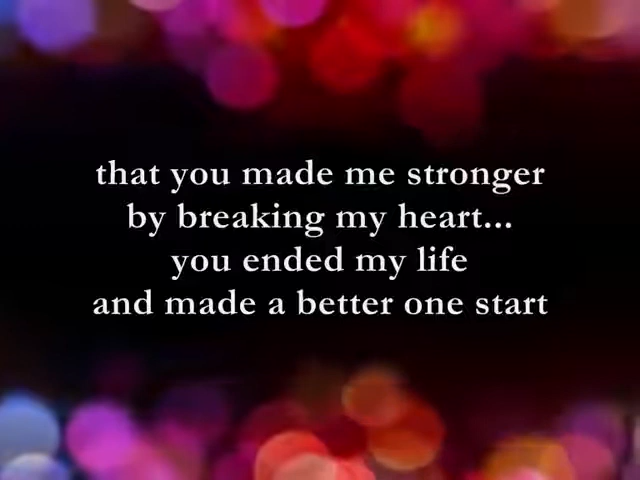 that you made me stronger
by breaking my heart...
you ended my life
and made a better one start